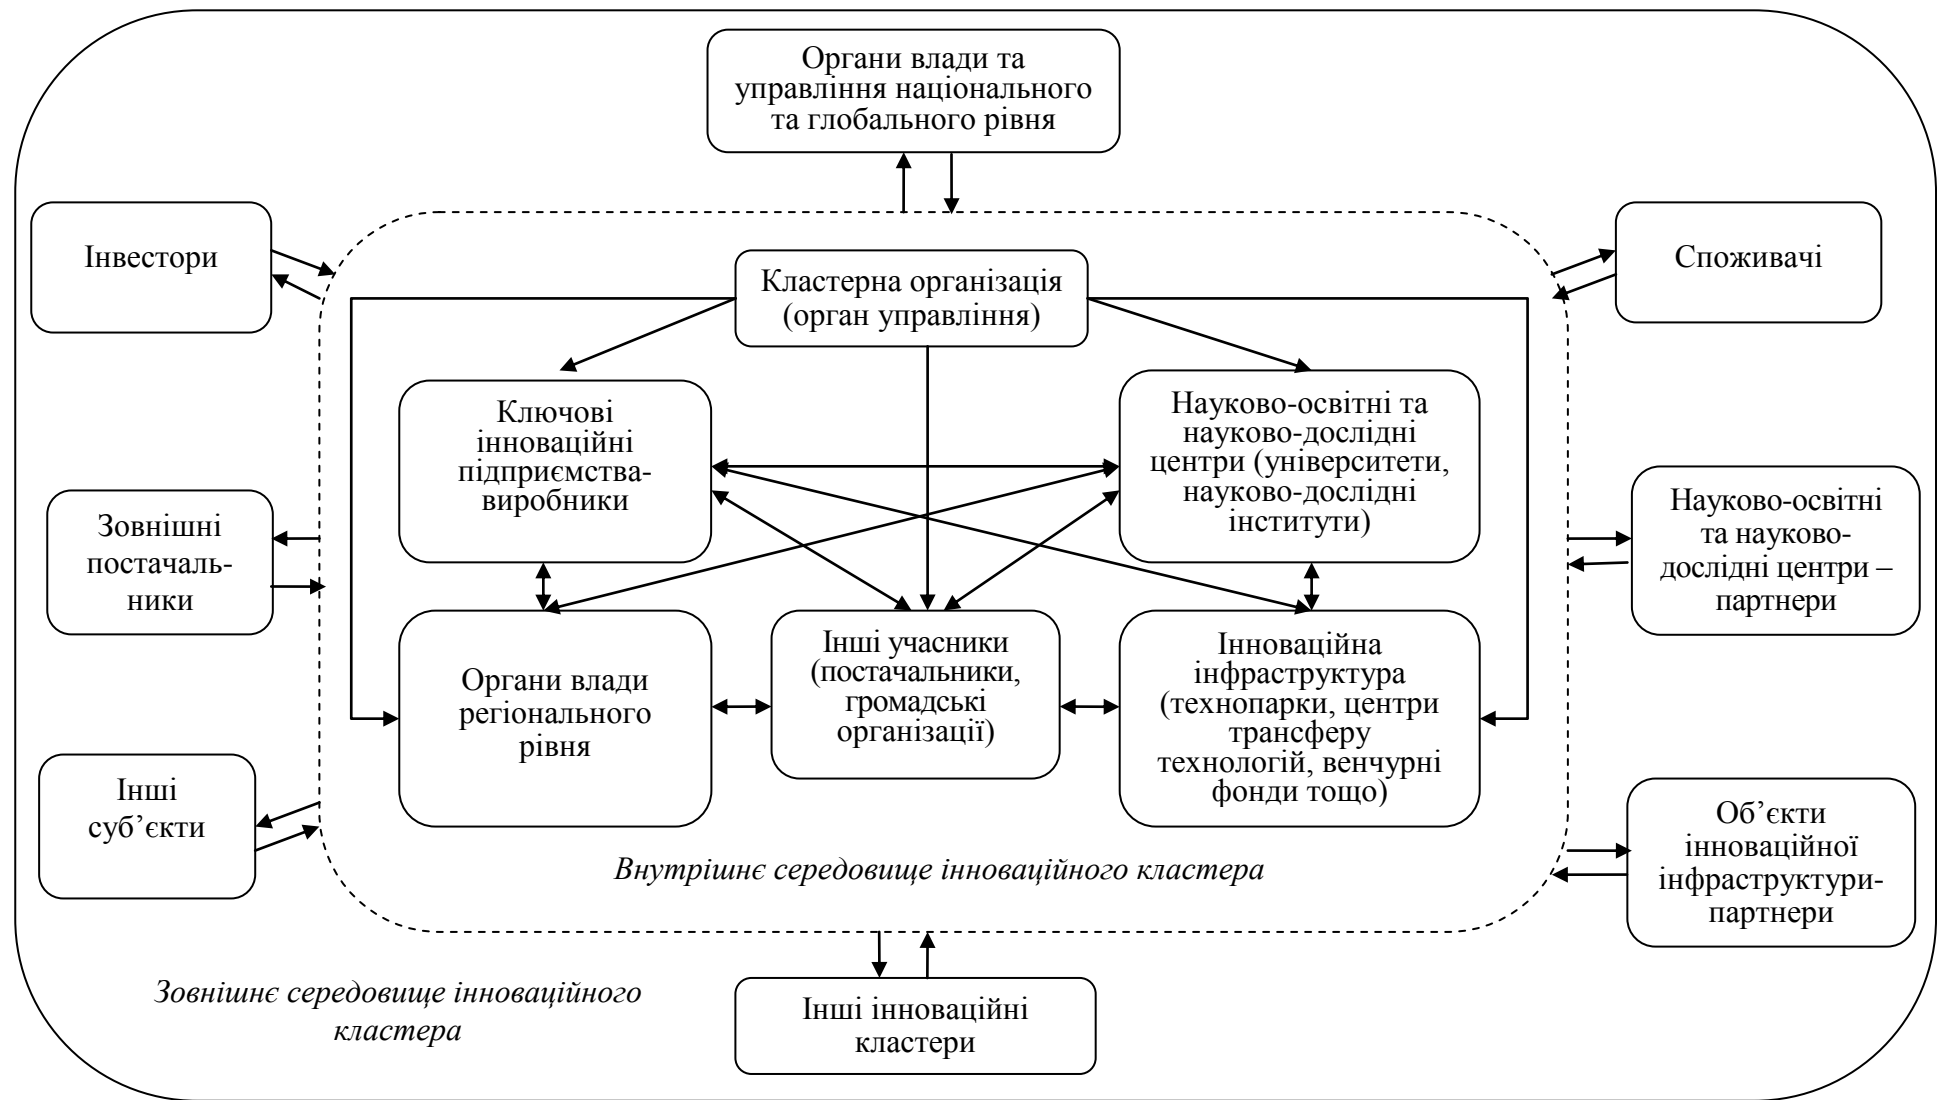 Органи влади та
управління національного
та глобального рівня
Інвестори
Споживачі
Кластерна організація
(орган управління)
Ключові
інноваційні
підприємства-
виробники
Науково-освітні та
науково-дослідні
центри (університети,
науково-дослідні
інститути)
Зовнішні
постачаль-
ники
Науково-освітні
та науково-
дослідні центри –
партнери
Органи влади
регіонального
рівня
Інші учасники
(постачальники,
громадські
організації)
Інноваційна
інфраструктура
(технопарки, центри
трансферу
технологій, венчурні
фонди тощо)
Інші
суб’єкти
Об’єкти
інноваційної
інфраструктури-
партнери
Внутрішнє середовище інноваційного кластера
Зовнішнє середовище інноваційного
кластера
Інші інноваційні
кластери